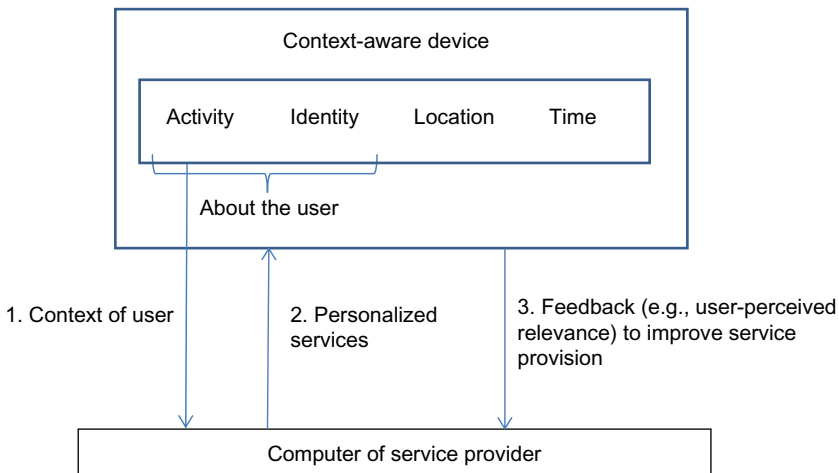 Context-aware device
Activity Identity Location Time
About the user
1. Context of user
2. Personalized
services
3. Feedback (e.g., user-perceived
relevance) to improve service
provision
Computer of service provider